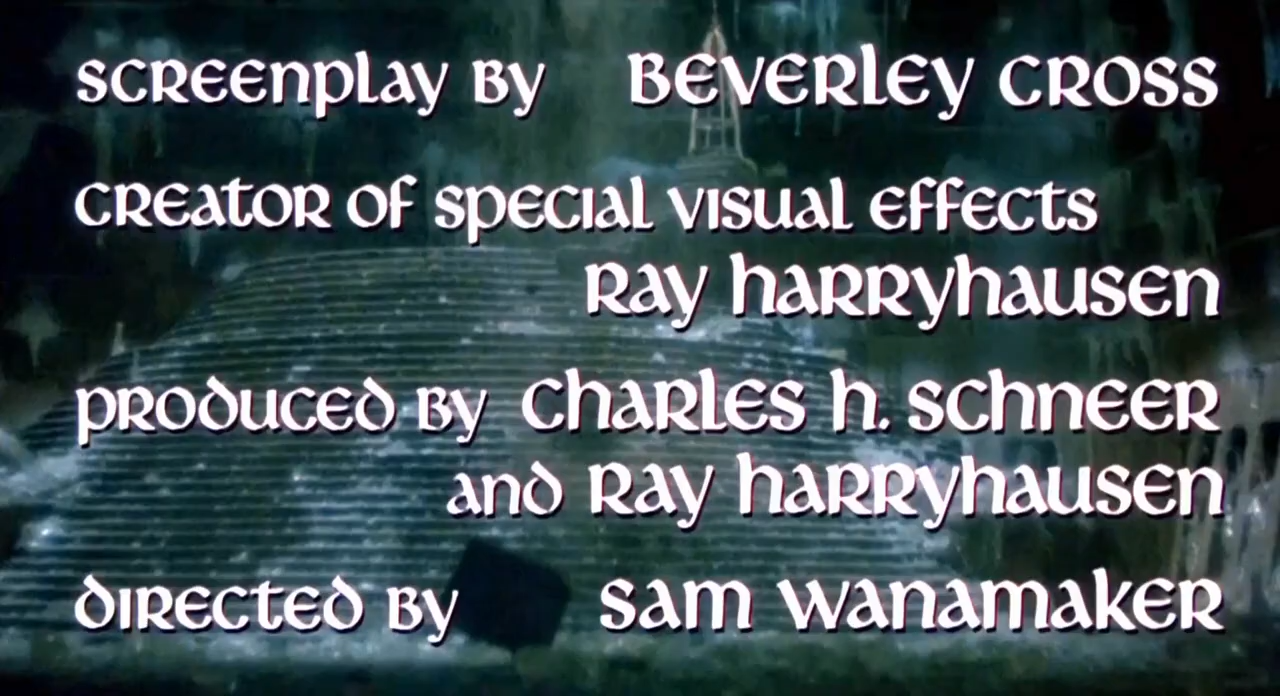 screenplay by Beverley Cross
creator of special visual effects
Ray Harryhausen
produced by Charles H. Schneer
and Ray Harryhausen
directed by Sam Wanamaker